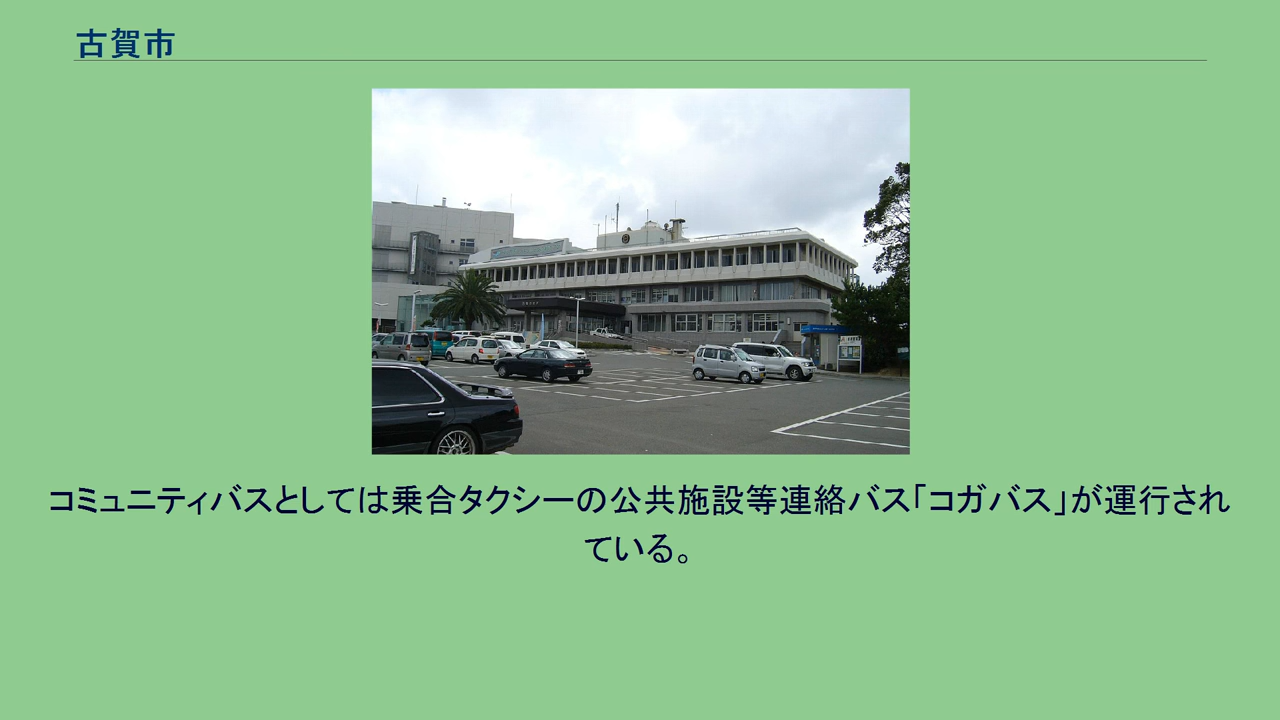 古賀市
コミュニティバスとしては乗合タクシーの公共施設等連絡バス「コガバス」が運行され
ている。